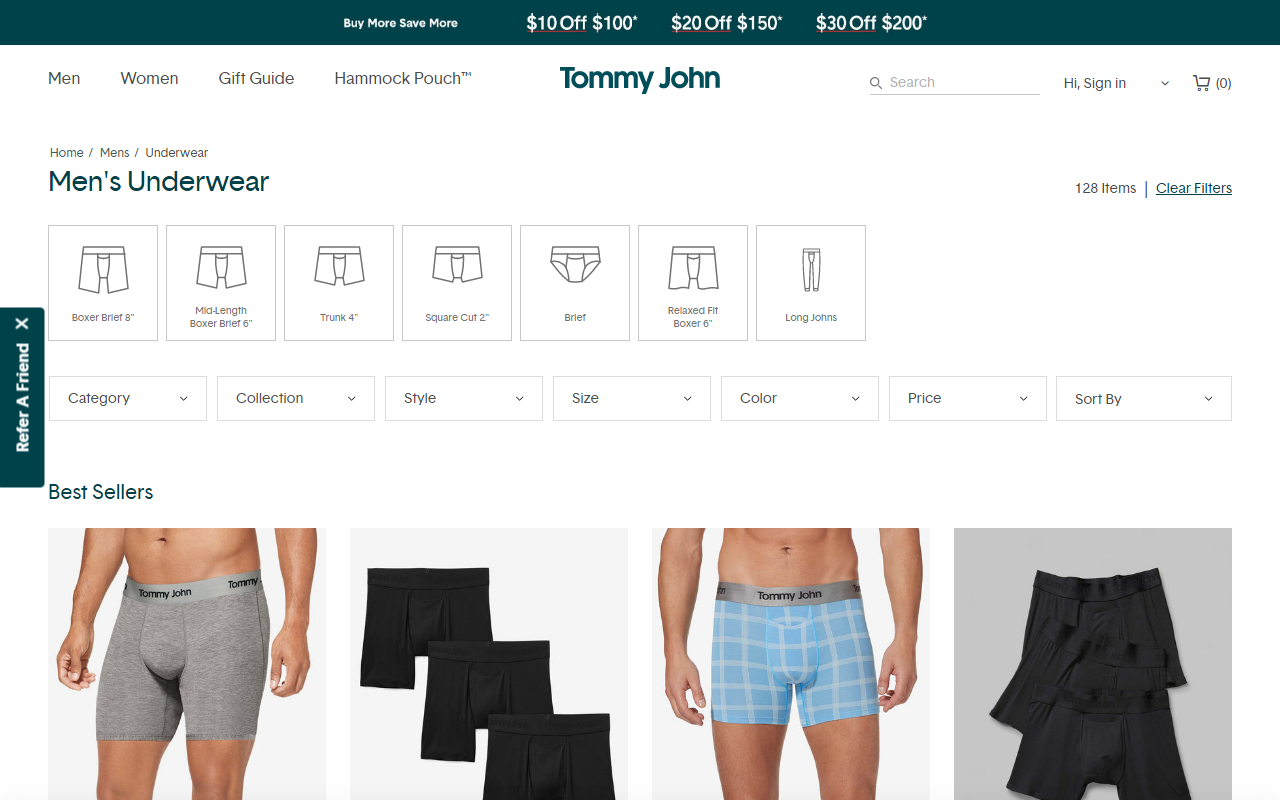 Buy More Save More $10 Off $100* $20 Off $150* $30 Off $200*
Men Women Gift Guide Hammock Pouch™ Tommy John Search Hi, Sign in (0)
Home / Mens / Underwear
Men's Underwear
128 Items | Clear Filters
Boxer Brief 8"
Mid-Length
Boxer Brief 6"
Trunk 4"
Square Cut 2"
Brief
Relaxed Fit
Boxer 6"
Long Johns
X Refer A Friend
Category Collection Style Size Color Price Sort By
Best Sellers
Tommy John
Tommy
Tommy John